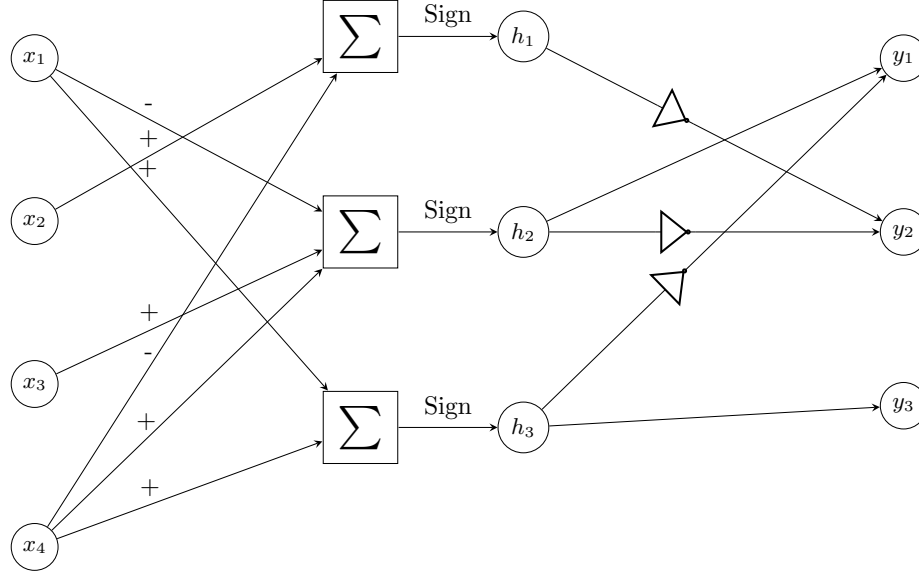 x₁
x₂
x₃
x₄
-
+
+
+
-
+
+
∑
∑
∑
Sign
Sign
Sign
h₁
h₂
h₃
y₁
y₂
y₃